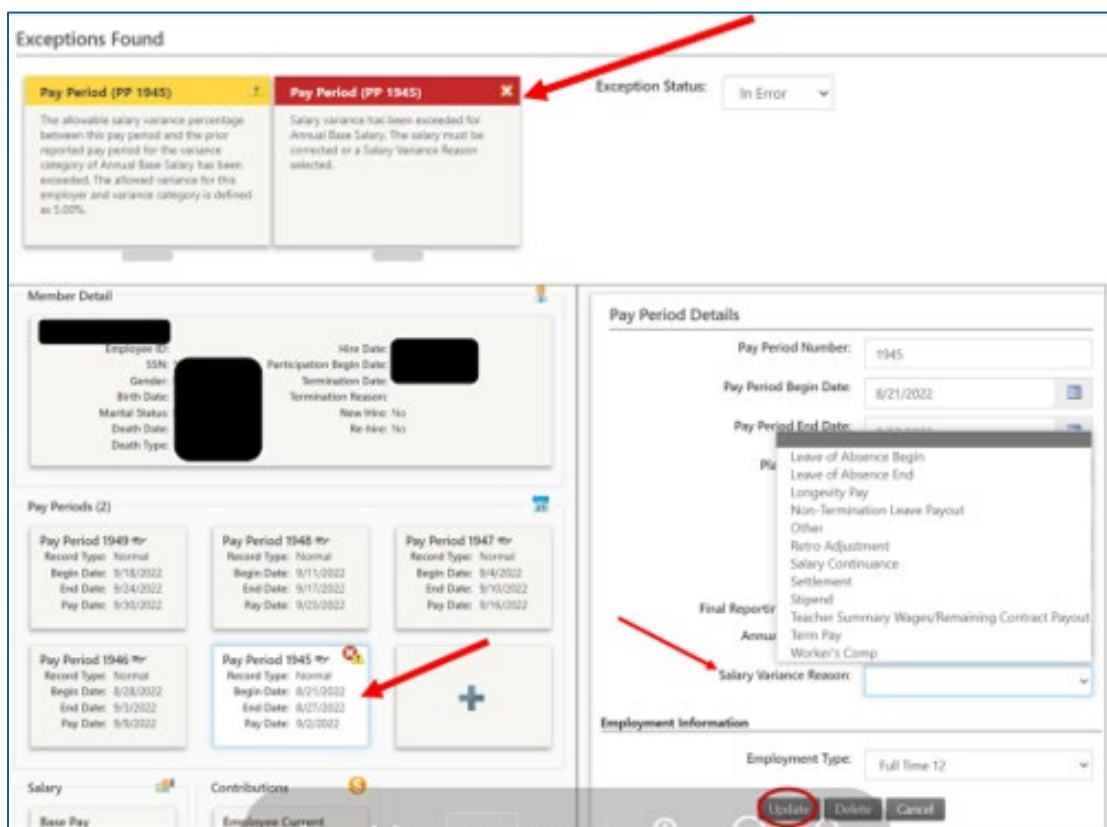 Exceptions Found
Pay Period (PP 1945)
The allowable salary variance percentage
between this pay period and the prior
reported pay period for the variance
category of Annual Base Salary has been
exceeded. The allowed variance for this
employer and variance category is defined
as 5.00%.
Pay Period (PP 1945)
Salary variance has been exceeded for
Annual Base Salary. The salary must be
corrected or a Salary Variance Reason
selected.
Exception Status: In Error
Member Detail
Employee ID:
SSN:
Gender:
Birth Date:
Marital Status:
Death Date:
Death Type:
Hire Date:
Participation Begin Date:
Termination Date:
Termination Reason:
New Hire: No
Re-hire: No
Pay Periods (2)
Pay Period 1949
Record Type: Normal
Begin Date: 9/18/2022
End Date: 9/24/2022
Pay Date: 9/30/2022
Pay Period 1948
Record Type: Normal
Begin Date: 9/11/2022
End Date: 9/17/2022
Pay Date: 9/23/2022
Pay Period 1947
Record Type: Normal
Begin Date: 9/4/2022
End Date: 9/10/2022
Pay Date: 9/16/2022
Pay Period 1946
Record Type: Normal
Begin Date: 8/28/2022
End Date: 9/3/2022
Pay Date: 9/9/2022
Pay Period 1945
Record Type: Normal
Begin Date: 8/21/2022
End Date: 8/27/2022
Pay Date: 9/2/2022
Salary
Base Pay
Contributions
Employee Current
Pay Period Details
Pay Period Number: 1945
Pay Period Begin Date: 8/21/2022
Pay Period End Date:
Leave of Absence Begin
Leave of Absence End
Longevity Pay
Non-Termination Leave Payout
Other
Retro Adjustment
Salary Continuance
Settlement
Stipend
Teacher Summary Wages/Remaining Contract Payout
Term Pay
Worker's Comp
Final Reportin
Annua
Salary Variance Reason:
Employment Information
Employment Type: Full Time 12
Update Delete Cancel